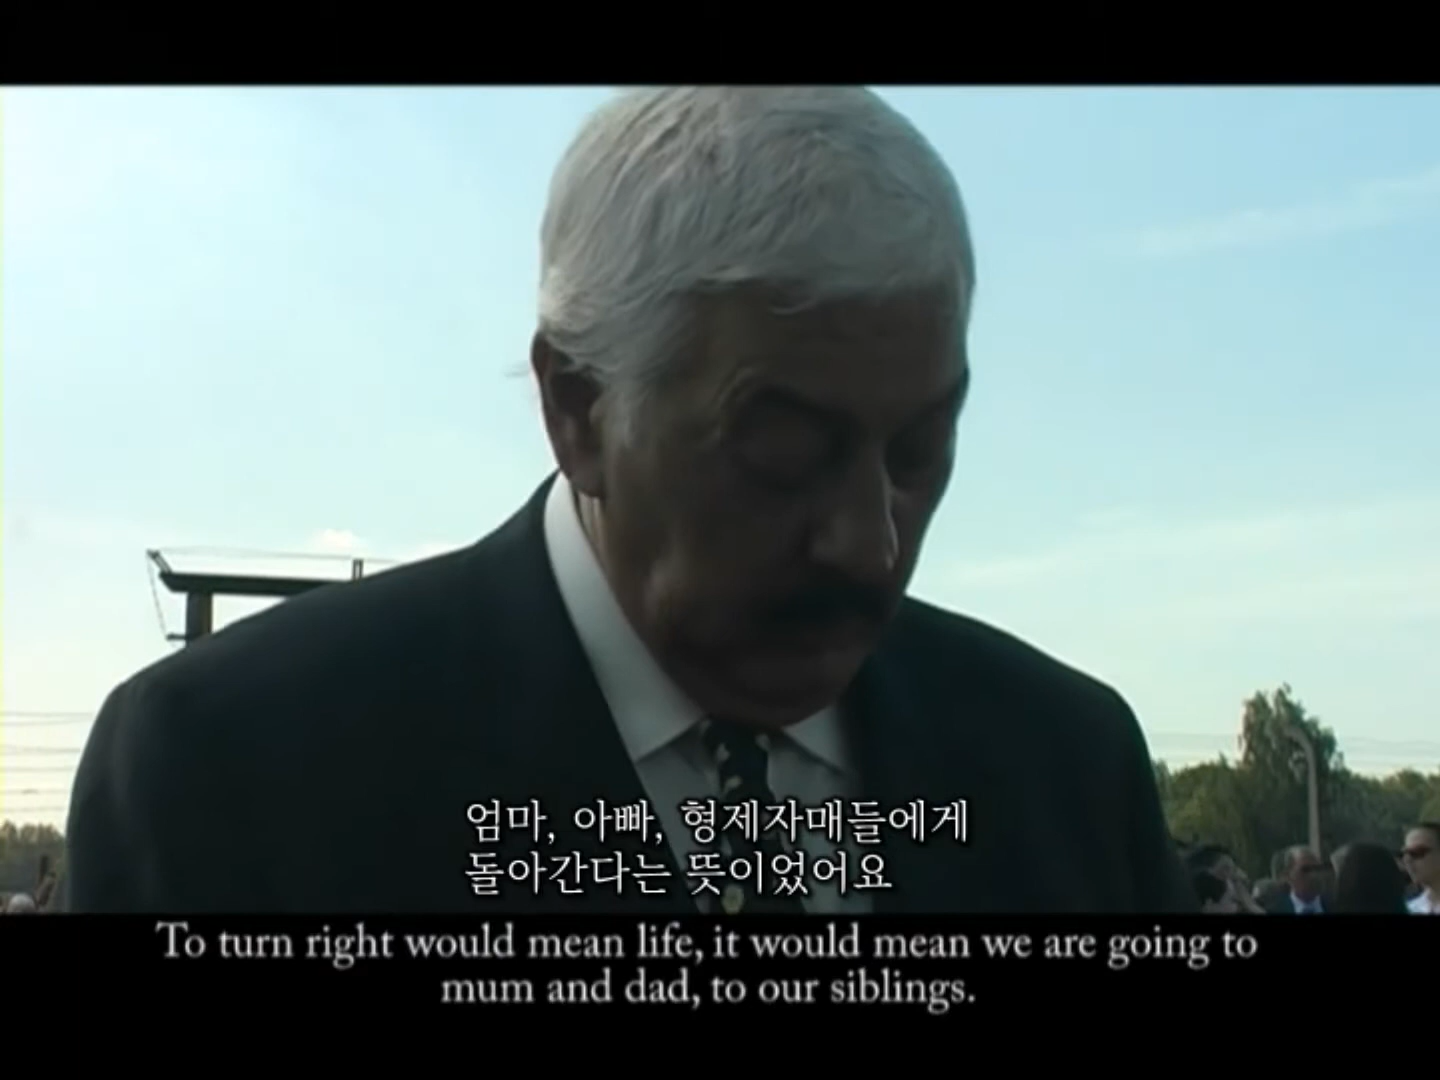 엄마, 아빠, 형제자매들에게
돌아간다는 뜻이었어요
To turn right would mean life, it would mean we are going to
mum and dad, to our siblings.